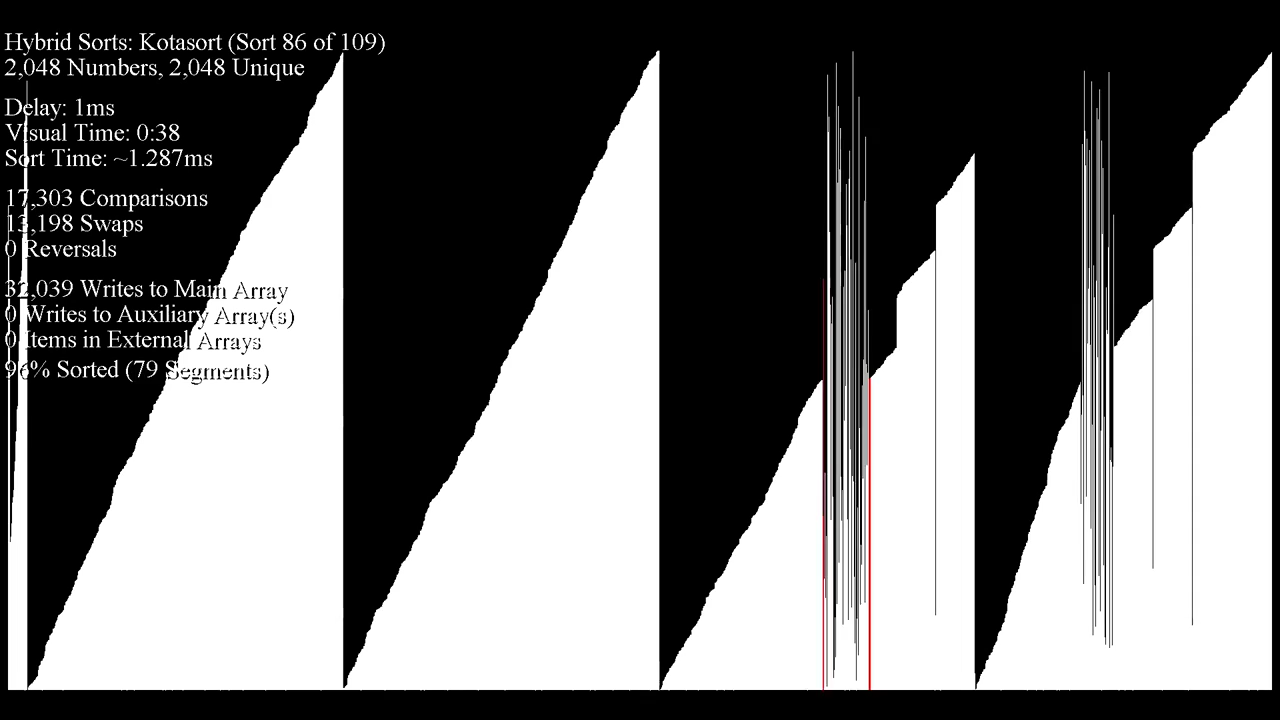 Hybrid Sorts: Kotasort (Sort 86 of 109)
2,048 Numbers, 2,048 Unique
Delay: 1ms
Visual Time: 0:38
Sort Time: ~1.287ms
17,303 Comparisons
13,198 Swaps
0 Reversals
32,039 Writes to Main Array
0 Writes to Auxiliary Array(s)
0 Items in External Arrays
96% Sorted (79 Segments)